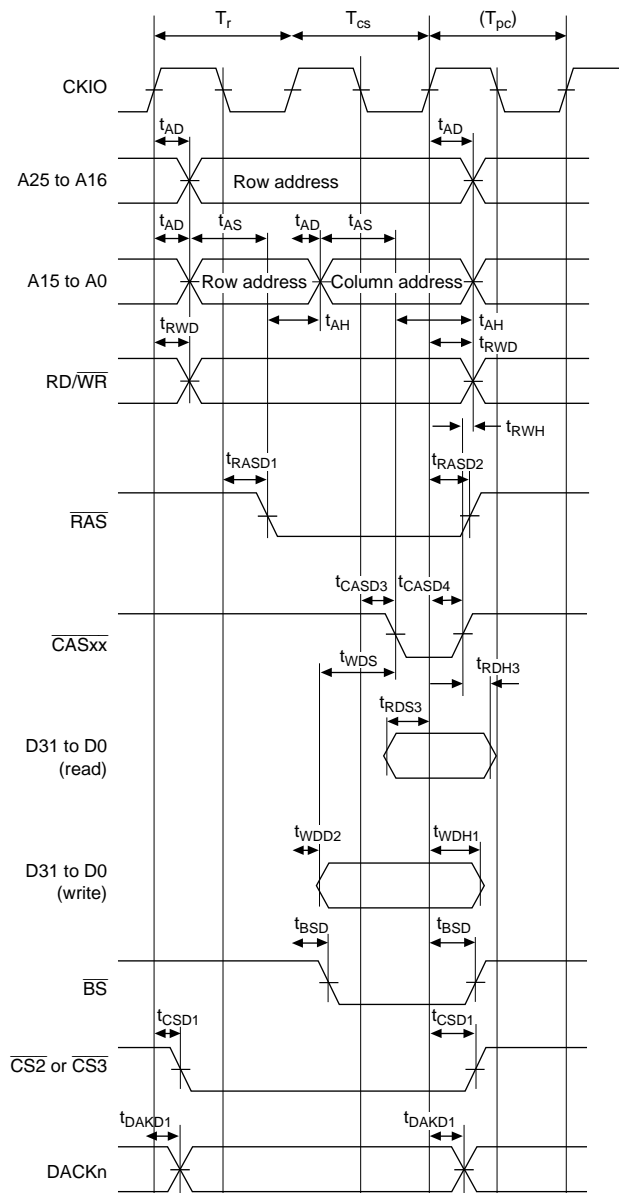 Tr Tcs (Tpc)
CKIO
tAD tAD
A25 to A16 Row address
tAD tAS tAD tAS
A15 to A0 Row address Column address
tAH tAH
tRWD tRWD
RD/WR
tRWH
tRASD1 tRASD2
RAS
tCASD3 tCASD4
CASxx
tWDS tRDH3
tRDS3
D31 to D0
(read)
tWDD2 tWDH1
D31 to D0
(write)
tBSD tBSD
BS
tCSD1 tCSD1
CS2 or CS3
tDAKD1 tDAKD1
DACKn